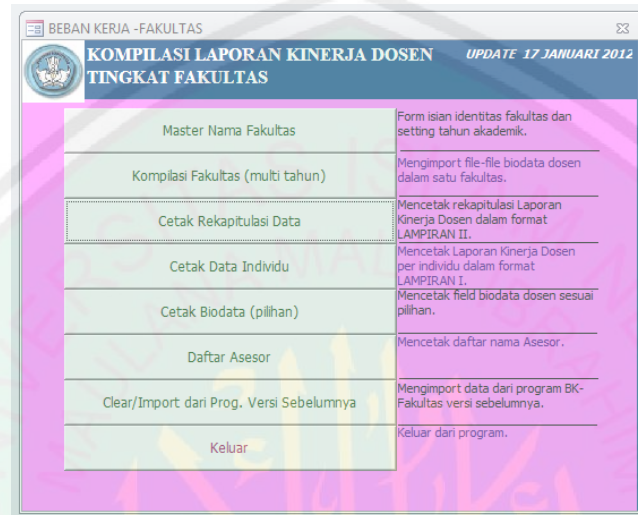 BEBAN KERJA -FAKULTAS
KOMPILASI LAPORAN KINERJA DOSEN
TINGKAT FAKULTAS
UPDATE 17 JANUARI 2012
Master Nama Fakultas
Form isian identitas fakultas dan
setting tahun akademik.
Kompilasi Fakultas (multi tahun)
Mengimport file-file biodata dosen
dalam satu fakultas.
Cetak Rekapitulasi Data
Mencetak rekapitulasi Laporan
Kinerja Dosen dalam format
LAMPIRAN II.
Cetak Data Individu
Mencetak Laporan Kinerja Dosen
per individu dalam format
LAMPIRAN I.
Cetak Biodata (pilihan)
Mencetak field biodata dosen sesuai
pilihan.
Daftar Asesor
Mencetak daftar nama Asesor.
Clear/Import dari Prog. Versi Sebelumnya
Mengimport data dari program BK-
Fakultas versi sebelumnya.
Keluar
Keluar dari program.